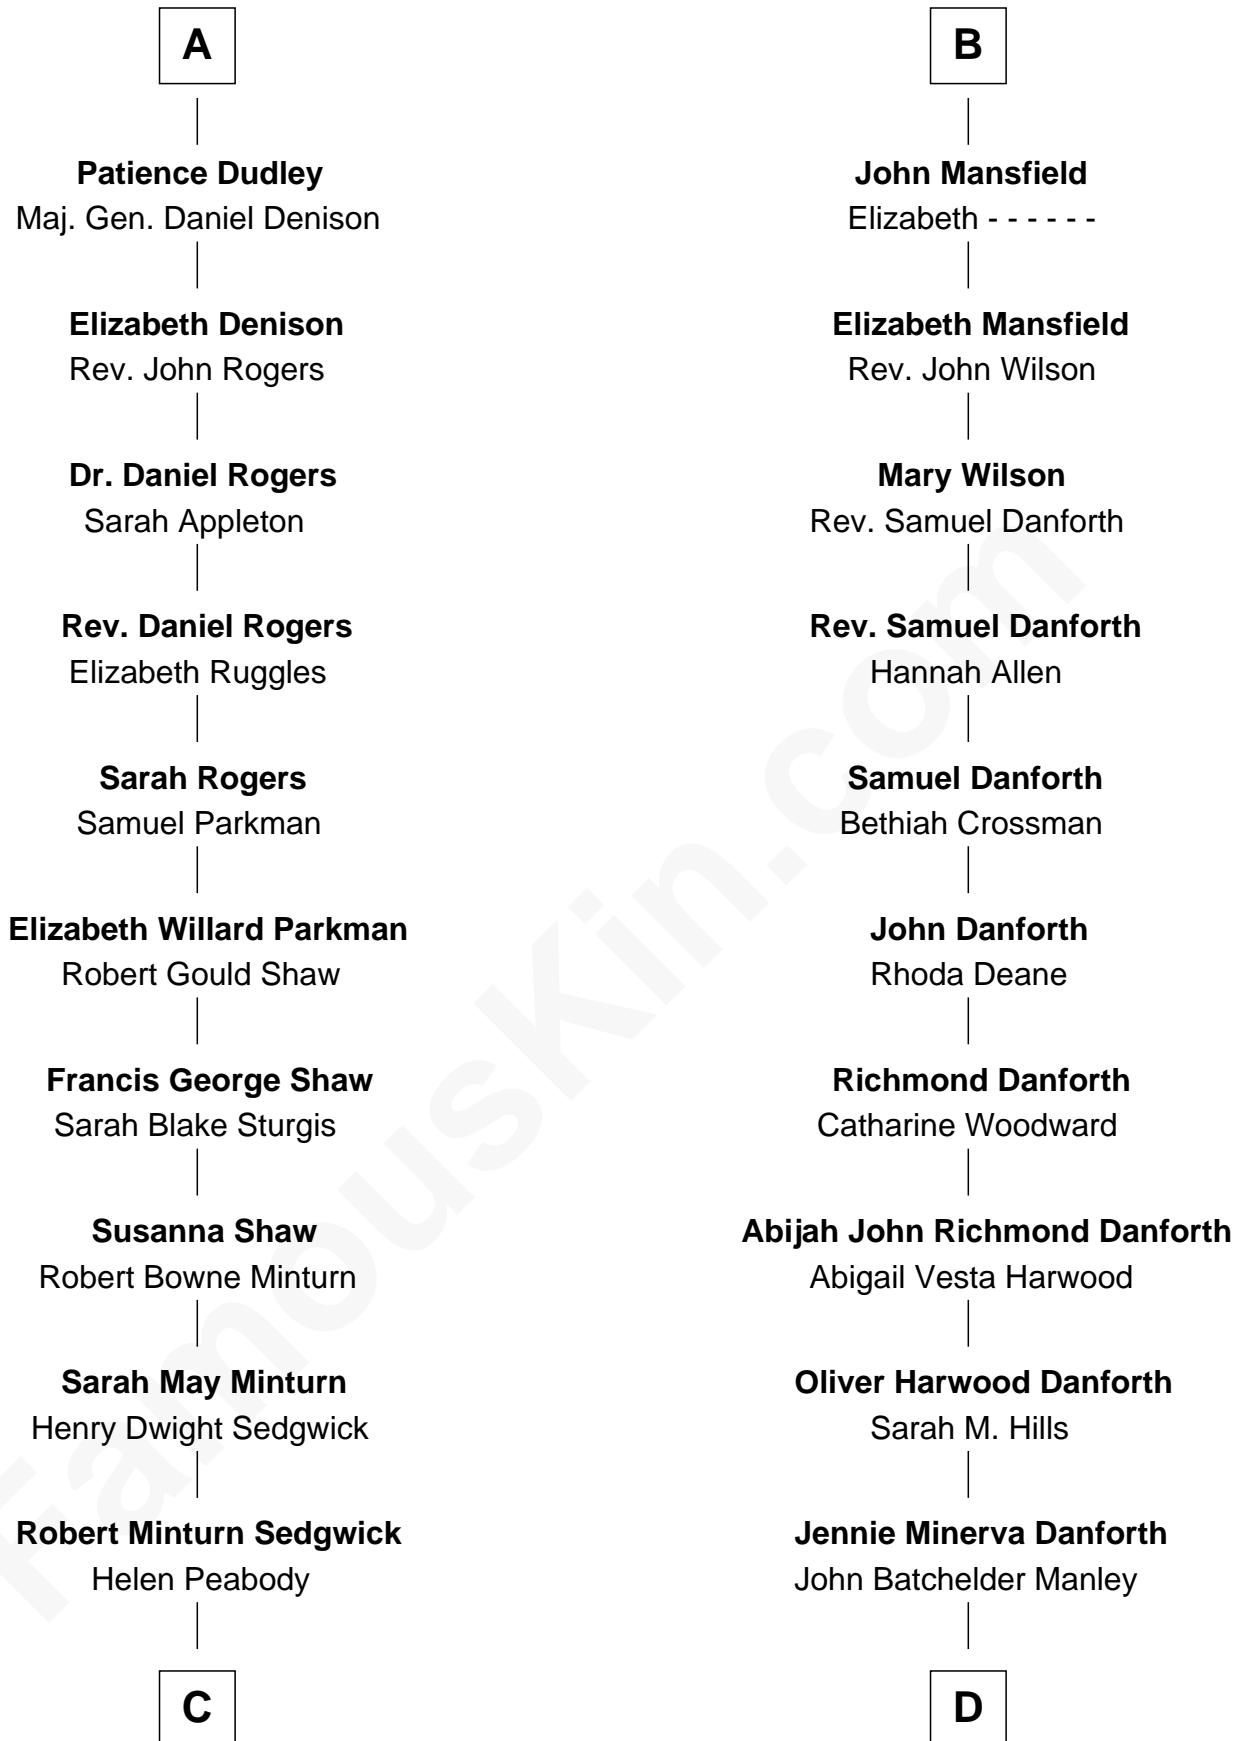 A
Patience Dudley
Maj. Gen. Daniel Denison
Elizabeth Denison
Rev. John Rogers
Dr. Daniel Rogers
Sarah Appleton
Rev. Daniel Rogers
Elizabeth Ruggles
Sarah Rogers
Samuel Parkman
Elizabeth Willard Parkman
Robert Gould Shaw
Francis George Shaw
Sarah Blake Sturgis
Susanna Shaw
Robert Bowne Minturn
Sarah May Minturn
Henry Dwight Sedgwick
Robert Minturn Sedgwick
Helen Peabody
C
B
John Mansfield
Elizabeth - - - - - -
Elizabeth Mansfield
Rev. John Wilson
Mary Wilson
Rev. Samuel Danforth
Rev. Samuel Danforth
Hannah Allen
Samuel Danforth
Bethiah Crossman
John Danforth
Rhoda Deane
Richmond Danforth
Catharine Woodward
Abijah John Richmond Danforth
Abigail Vesta Harwood
Oliver Harwood Danforth
Sarah M. Hills
Jennie Minerva Danforth
John Batchelder Manley
D
FamousKin.com